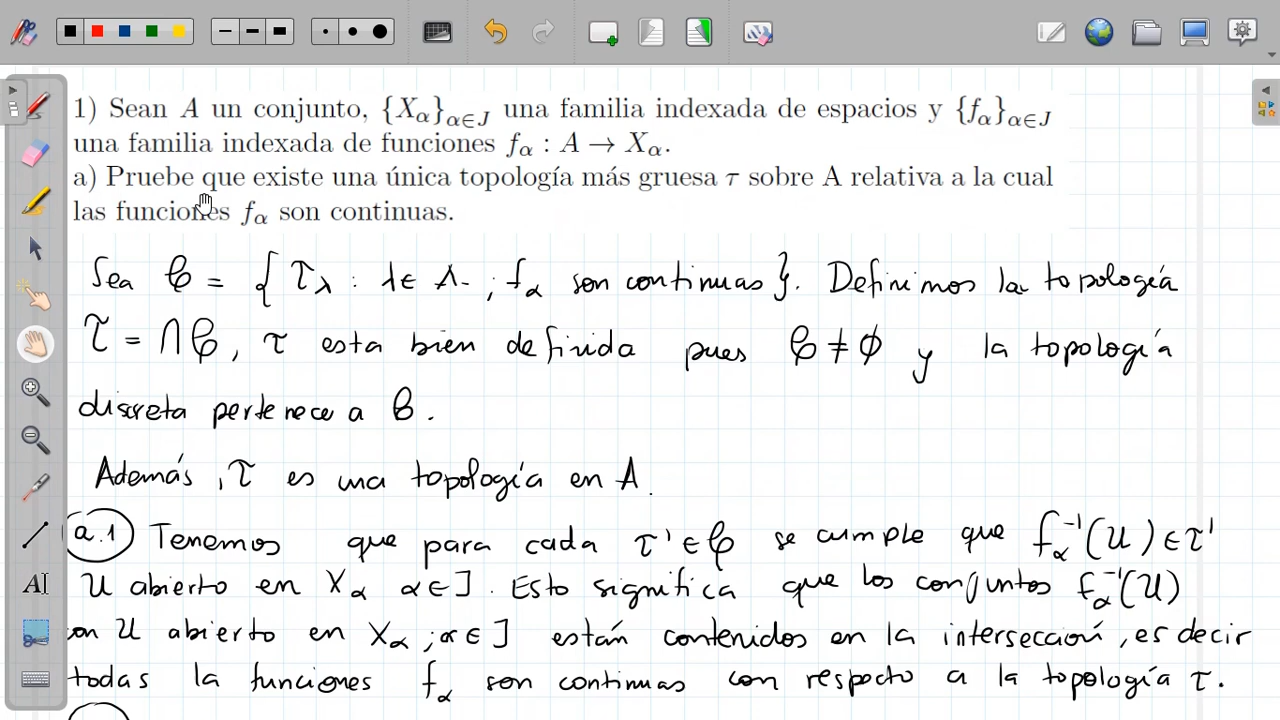 1) Sean A un conjunto, {X_α}_{α∈J} una familia indexada de espacios y {f_α}_{α∈J}
una familia indexada de funciones f_α : A → X_α.
a) Pruebe que existe una única topología más gruesa τ sobre A relativa a la cual
las funciones f_α son continuas.
Sea 𝒞 = { τ_λ : λ ∈ Λ ; f_α son continuas }. Definimos la topología
τ = ∩𝒞, τ esta bien definida pues 𝒞 ≠ ∅ y la topología
discreta pertenece a 𝒞.
Además, τ es una topología en A.
a.1 Tenemos que para cada τ' ∈ 𝒞 se cumple que f_α^{-1}(U) ∈ τ'
U abierto en X_α α ∈ J. Esto significa que los conjuntos f_α^{-1}(U)
con U abierto en X_α ; α ∈ J están contenidos en la intersección, es decir
todas la funciones f_α son continuas con respecto a la topología τ.
A